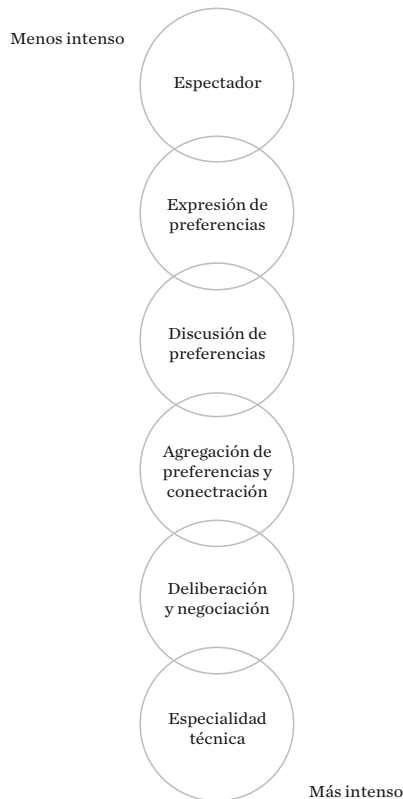 Menos intenso
Espectador
Expresión de
preferencias
Discusión de
preferencias
Agregación de
preferencias y
conectración
Deliberación
y negociación
Especialidad
técnica
Más intenso